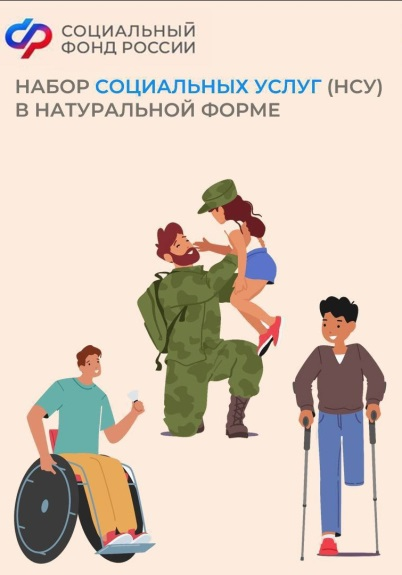 СОЦИАЛЬНЫЙ
ФОНД РОССИИ
НАБОР СОЦИАЛЬНЫХ УСЛУГ (НСУ)
В НАТУРАЛЬНОЙ ФОРМЕ